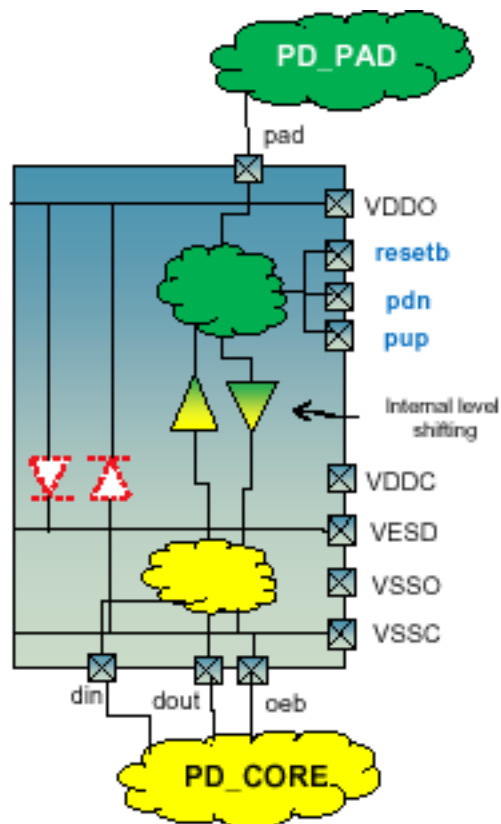 PD_PAD
pad
VDDO
resetb
pdn
pup
Internal level
shifting
VDDC
VESD
VSSO
VSSC
din
dout
oeb
PD_CORE